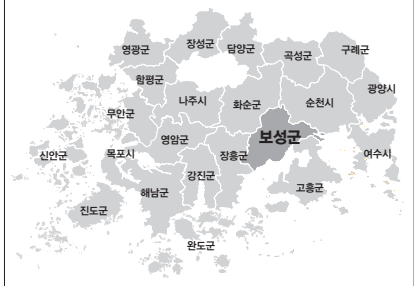 영광군
장성군
담양군
곡성군
구례군
함평군
광양시
나주시
화순군
순천시
무안군
보성군
영암군
신안군
목포시
장흥군
여수시
강진군
해남군
고흥군
진도군
완도군